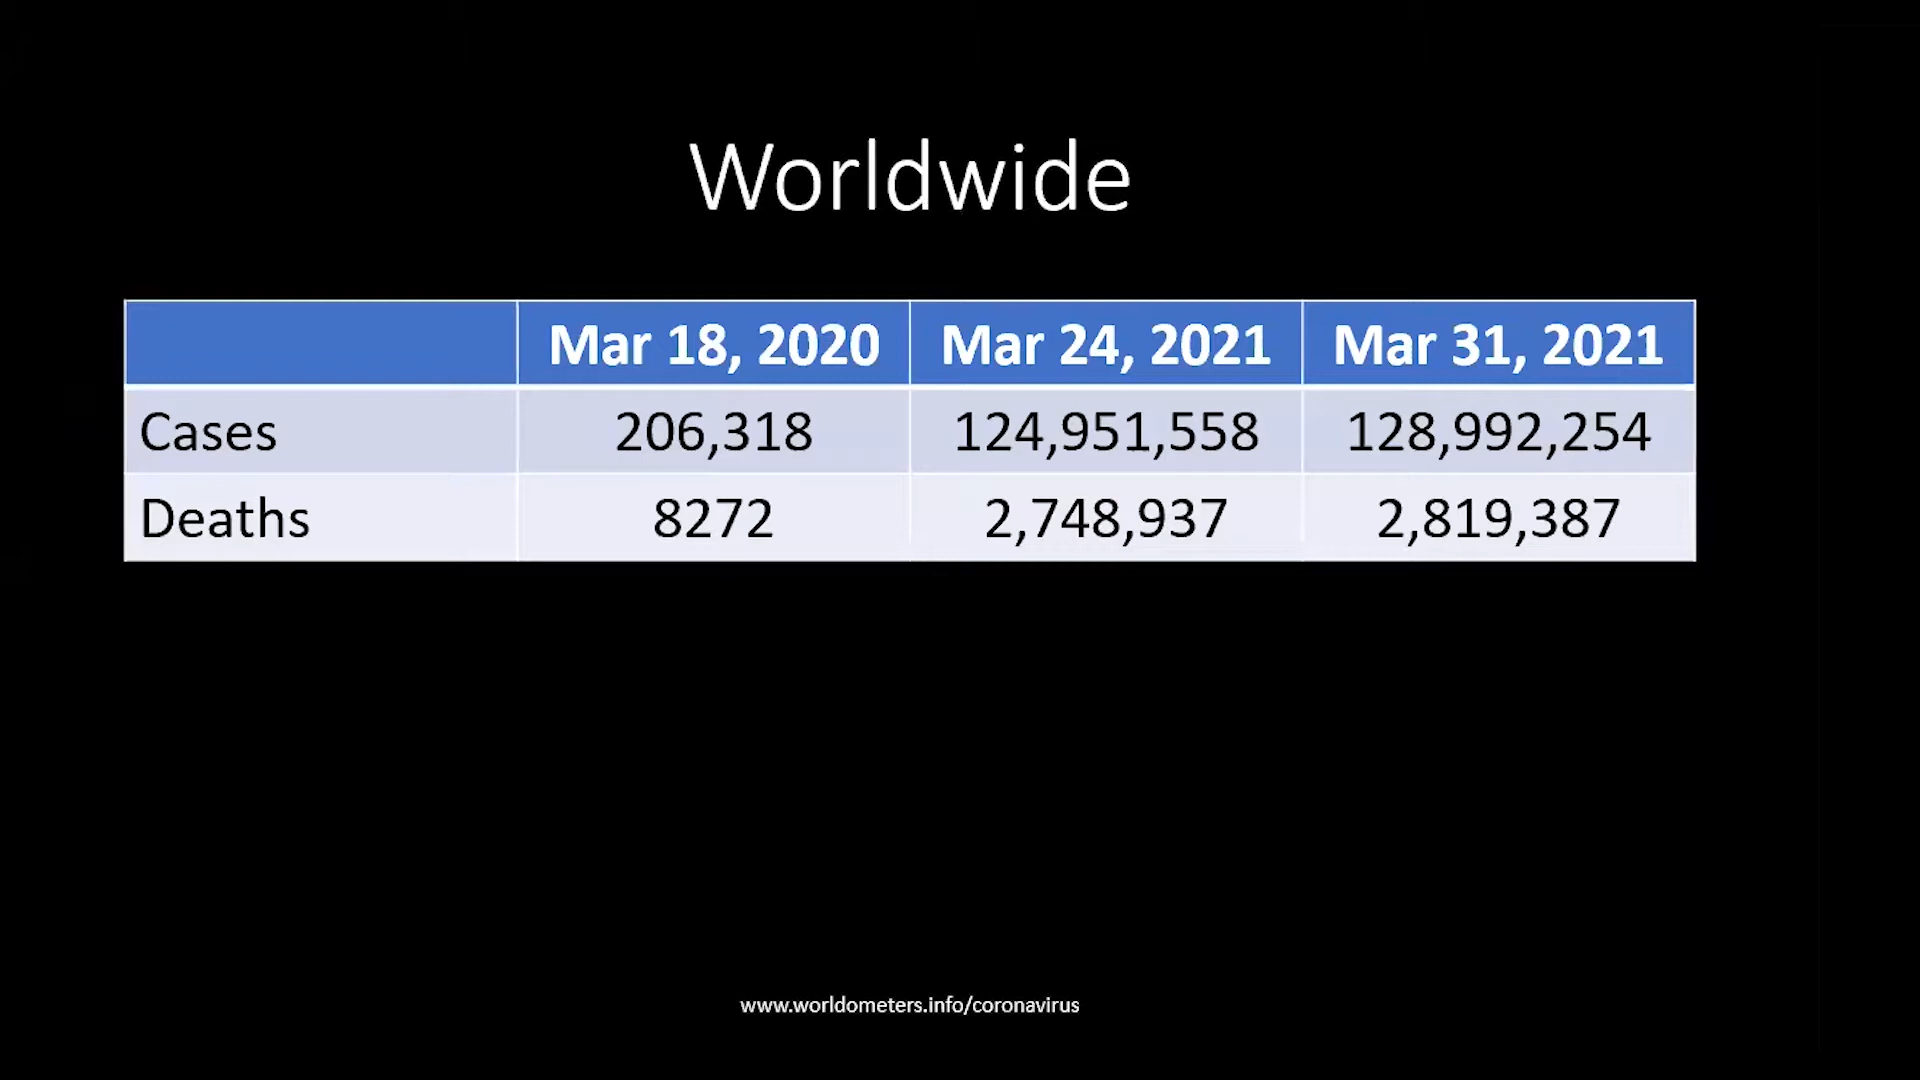 Worldwide
Mar 18, 2020 Mar 24, 2021 Mar 31, 2021
Cases 206,318 124,951,558 128,992,254
Deaths 8272 2,748,937 2,819,387
www.worldometers.info/coronavirus